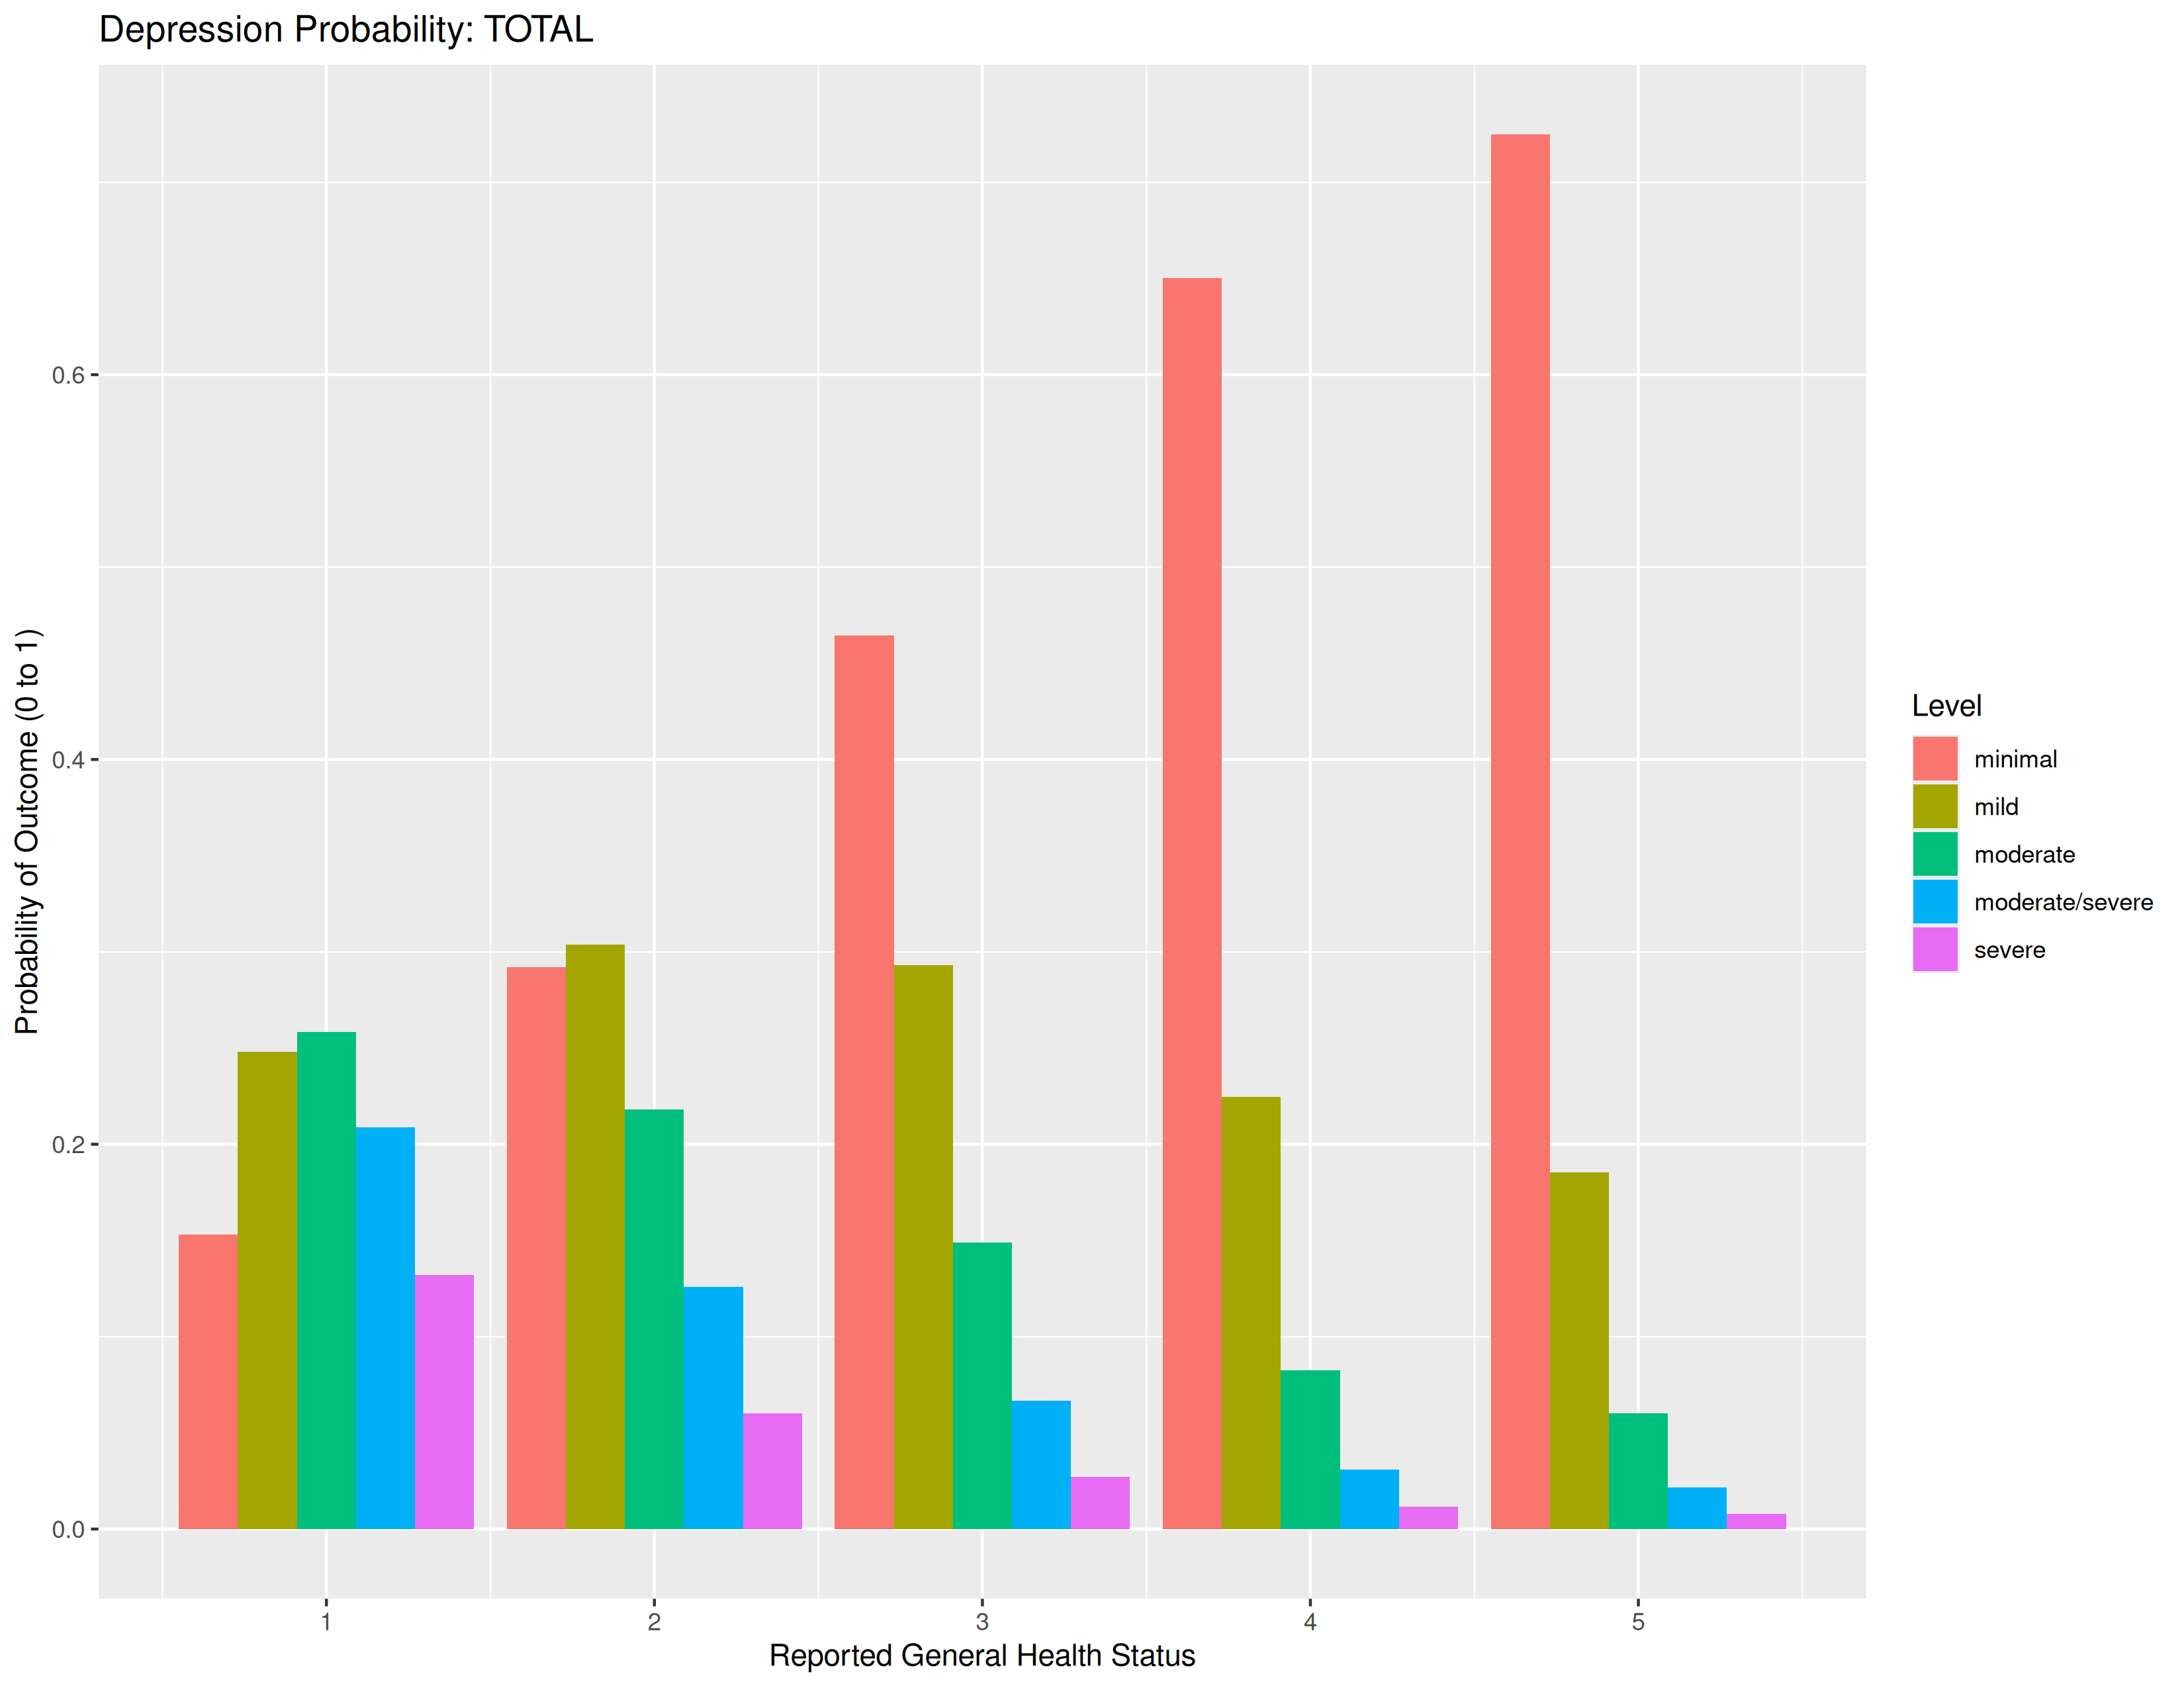 Depression Probability: TOTAL
Probability of Outcome (0 to 1)
0.6
0.4
0.2
0.0
1
2
3
4
5
Reported General Health Status
Level
minimal
mild
moderate
moderate/severe
severe